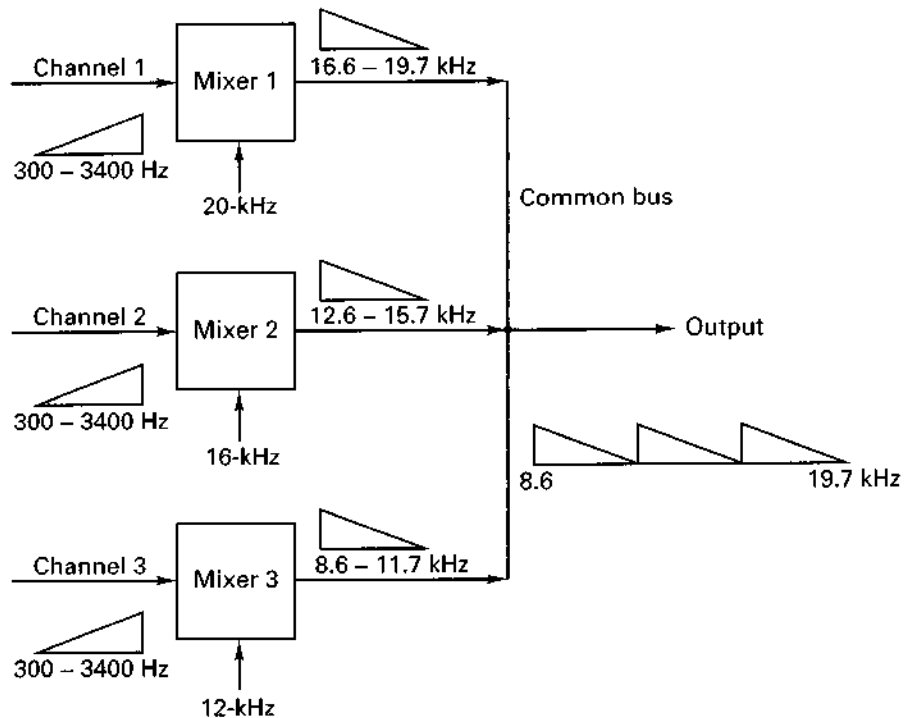 Channel 1
Mixer 1
16.6 – 19.7 kHz
300 – 3400 Hz
20-kHz
Common bus
Channel 2
Mixer 2
12.6 – 15.7 kHz
Output
300 – 3400 Hz
16-kHz
8.6
19.7 kHz
Channel 3
Mixer 3
8.6 – 11.7 kHz
300 – 3400 Hz
12-kHz